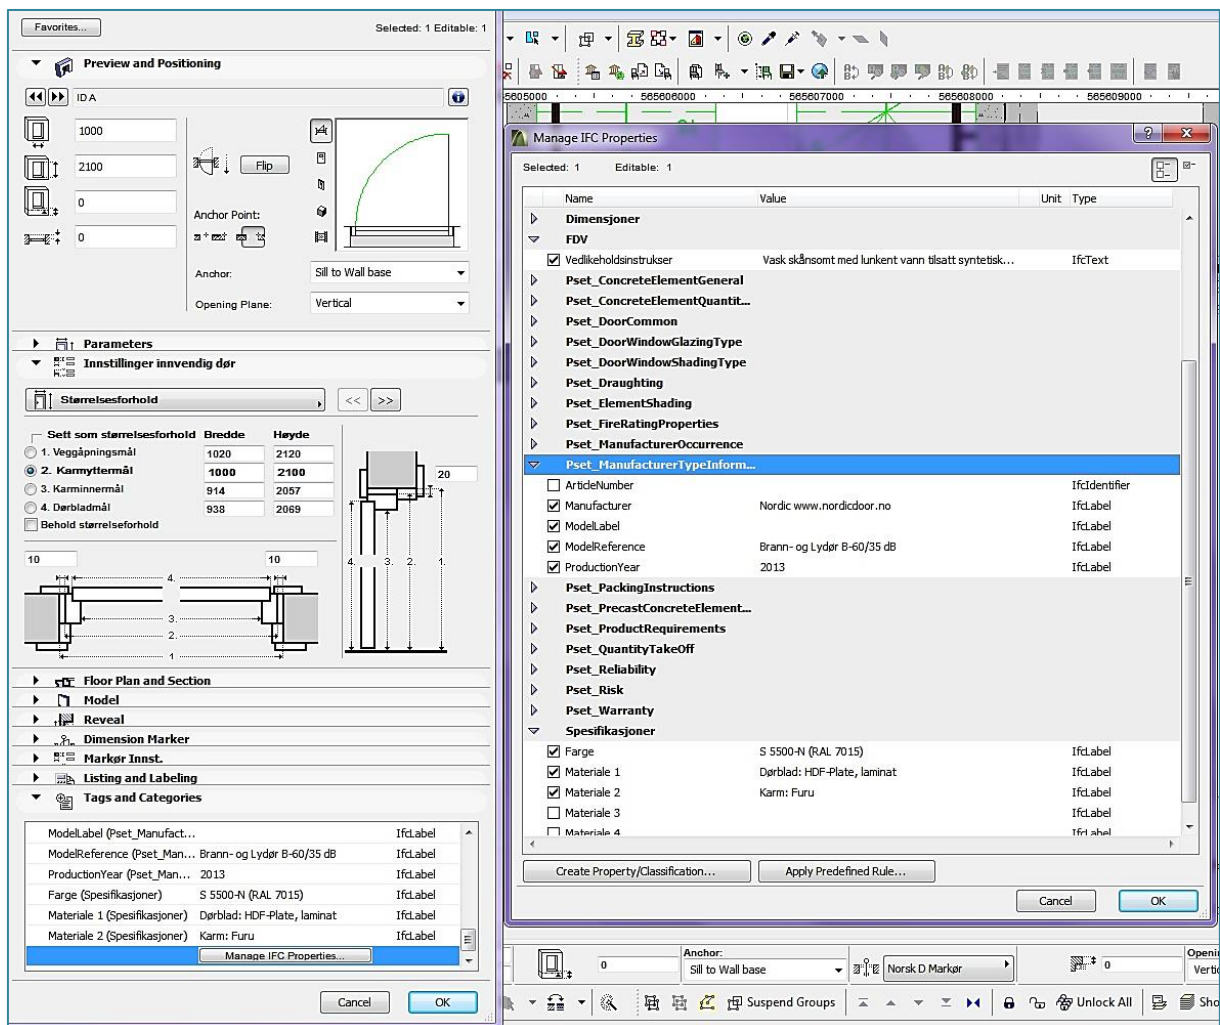 Favorites...
Selected: 1 Editable: 1
Preview and Positioning
ID A
1000
2100
Flip
0
Anchor Point:
0
Anchor:
Sill to Wall base
Opening Plane:
Vertical
Parameters
Innstillinger innvendig dør
Størrelsesforhold
<<
>>
Sett som størrelsesforhold Bredde Høyde
1. Veggåpningsmål 1020 2120
2. Karmyttermål 1000 2100
3. Karminnermål 914 2057
4. Dørbladmål 938 2069
Behold størrelseforhold
20
4. 3. 2. 1.
10
10
4.
3.
2.
1
Floor Plan and Section
Model
Reveal
Dimension Marker
Markør Innst.
Listing and Labeling
Tags and Categories
ModelLabel (Pset_Manufact... IfcLabel
ModelReference (Pset_Man... Brann- og Lydør B-60/35 dB IfcLabel
ProductionYear (Pset_Man... 2013 IfcLabel
Farge (Spesifikasjoner) S 5500-N (RAL 7015) IfcLabel
Materiale 1 (Spesifikasjoner) Dørblad: HDF-Plate, laminat IfcLabel
Materiale 2 (Spesifikasjoner) Karm: Furu IfcLabel
Manage IFC Properties...
Cancel
OK
565605000 565606000 565607000 565608000 565609000
Manage IFC Properties
Selected: 1 Editable: 1
Name Value Unit Type
Dimensjoner
FDV
Vedlikeholdsinstrukser Vask skånsomt med lunkent vann tilsatt syntetisk... IfcText
Pset_ConcreteElementGeneral
Pset_ConcreteElementQuantit...
Pset_DoorCommon
Pset_DoorWindowGlazingType
Pset_DoorWindowShadingType
Pset_Draughting
Pset_ElementShading
Pset_FireRatingProperties
Pset_ManufacturerOccurrence
Pset_ManufacturerTypeInform...
ArticleNumber IfcIdentifier
Manufacturer Nordic www.nordicdoor.no IfcLabel
ModelLabel IfcLabel
ModelReference Brann- og Lydør B-60/35 dB IfcLabel
ProductionYear 2013 IfcLabel
Pset_PackingInstructions
Pset_PrecastConcreteElement...
Pset_ProductRequirements
Pset_QuantityTakeOff
Pset_Reliability
Pset_Risk
Pset_Warranty
Spesifikasjoner
Farge S 5500-N (RAL 7015) IfcLabel
Materiale 1 Dørblad: HDF-Plate, laminat IfcLabel
Materiale 2 Karm: Furu IfcLabel
Materiale 3 IfcLabel
Materiale 4 IfcLabel
Create Property/Classification...
Apply Predefined Rule...
Cancel
OK
0
Anchor:
Sill to Wall base
Norsk D Markør
0
Openin
Vertic
Suspend Groups
Unlock All
Sho